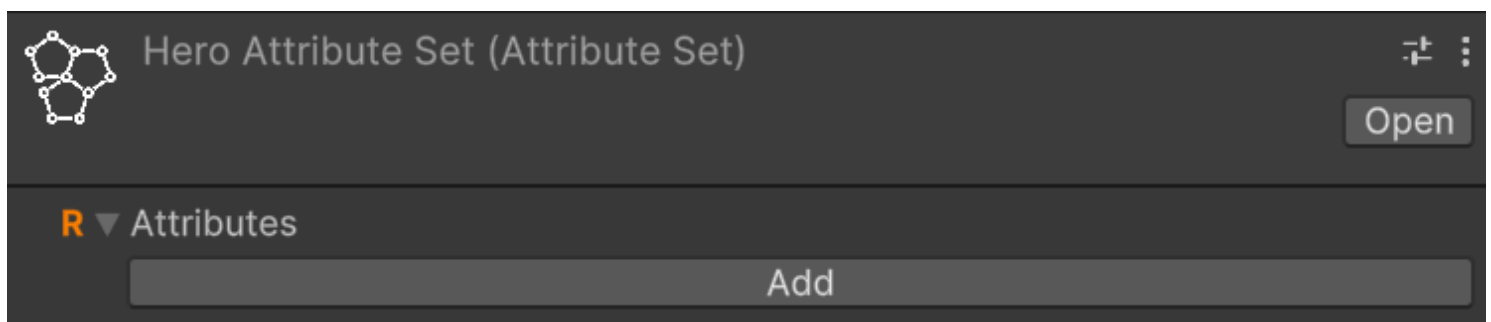 Hero Attribute Set (Attribute Set)
Open
R Attributes
Add